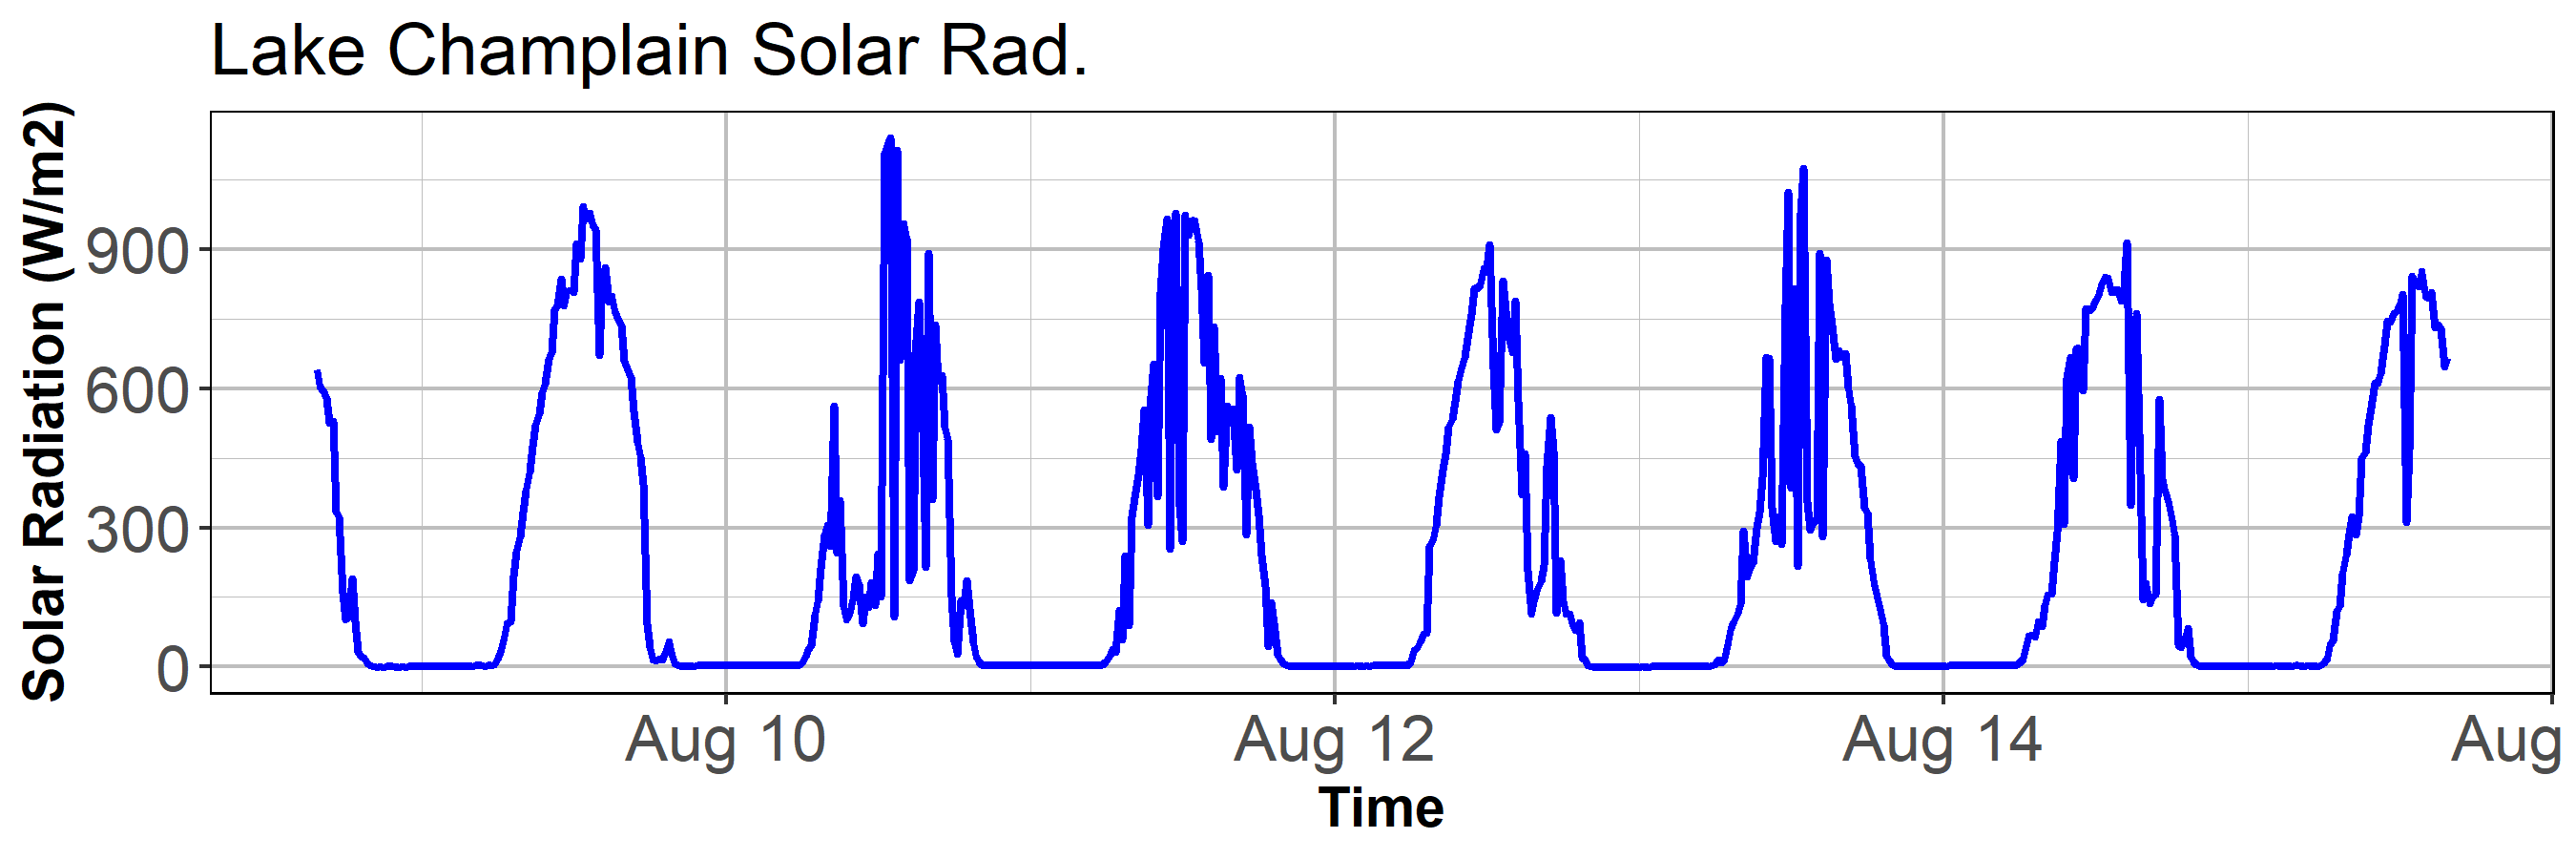 Lake Champlain Solar Rad.
Solar Radiation (W/m2)
900
600
300
0
Aug 10 Aug 12 Aug 14 Aug
Time